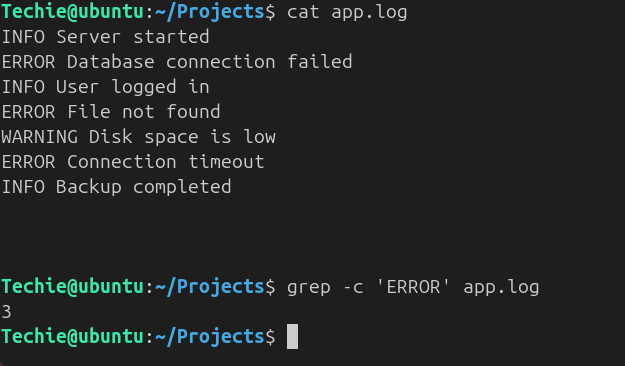 Techie@ubuntu:~/Projects$ cat app.log
INFO Server started
ERROR Database connection failed
INFO User logged in
ERROR File not found
WARNING Disk space is low
ERROR Connection timeout
INFO Backup completed
Techie@ubuntu:~/Projects$ grep -c 'ERROR' app.log
3
Techie@ubuntu:~/Projects$